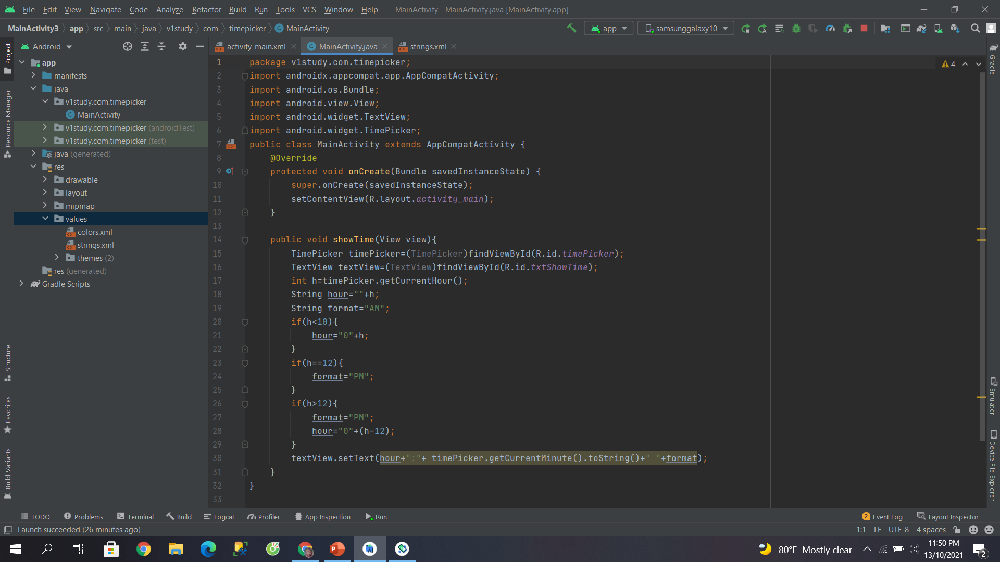 File Edit View Navigate Code Analyze Refactor Build Run Tools VCS Window Help MainActivity - MainActivity.java [MainActivity.app]
MainActivity3 app src main java v1study com timepicker MainActivity app samsunggalaxy10
Android activity_main.xml MainActivity.java strings.xml
Project
Resource Manager
Structure
Favorites
Build Variants
app
manifests
java
v1study.com.timepicker
MainActivity
v1study.com.timepicker (androidTest)
v1study.com.timepicker (test)
java (generated)
res
drawable
layout
mipmap
values
colors.xml
strings.xml
themes (2)
res (generated)
Gradle Scripts
1 package v1study.com.timepicker;
2 import androidx.appcompat.app.AppCompatActivity;
3 import android.os.Bundle;
4 import android.view.View;
5 import android.widget.TextView;
6 import android.widget.TimePicker;
7 public class MainActivity extends AppCompatActivity {
8 @Override
9 protected void onCreate(Bundle savedInstanceState) {
10 super.onCreate(savedInstanceState);
11 setContentView(R.layout.activity_main);
12 }
13
14 public void showTime(View view){
15 TimePicker timePicker=(TimePicker)findViewById(R.id.timePicker);
16 TextView textView=(TextView)findViewById(R.id.txtShowTime);
17 int h=timePicker.getCurrentHour();
18 String hour=""+h;
19 String format="AM";
20 if(h<10){
21 hour="0"+h;
22 }
23 if(h==12){
24 format="PM";
25 }
26 if(h>12){
27 format="PM";
28 hour="0"+(h-12);
29 }
30 textView.setText(hour+":"+ timePicker.getCurrentMinute().toString()+" "+format);
31 }
32 }
33
4
Gradle
Emulator
Device File Explorer
TODO Problems Terminal Build Logcat Profiler App Inspection Run 2 Event Log Layout Inspector
Launch succeeded (26 minutes ago) 1:1 LF UTF-8 4 spaces
80°F Mostly clear 11:50 PM
13/10/2021 2